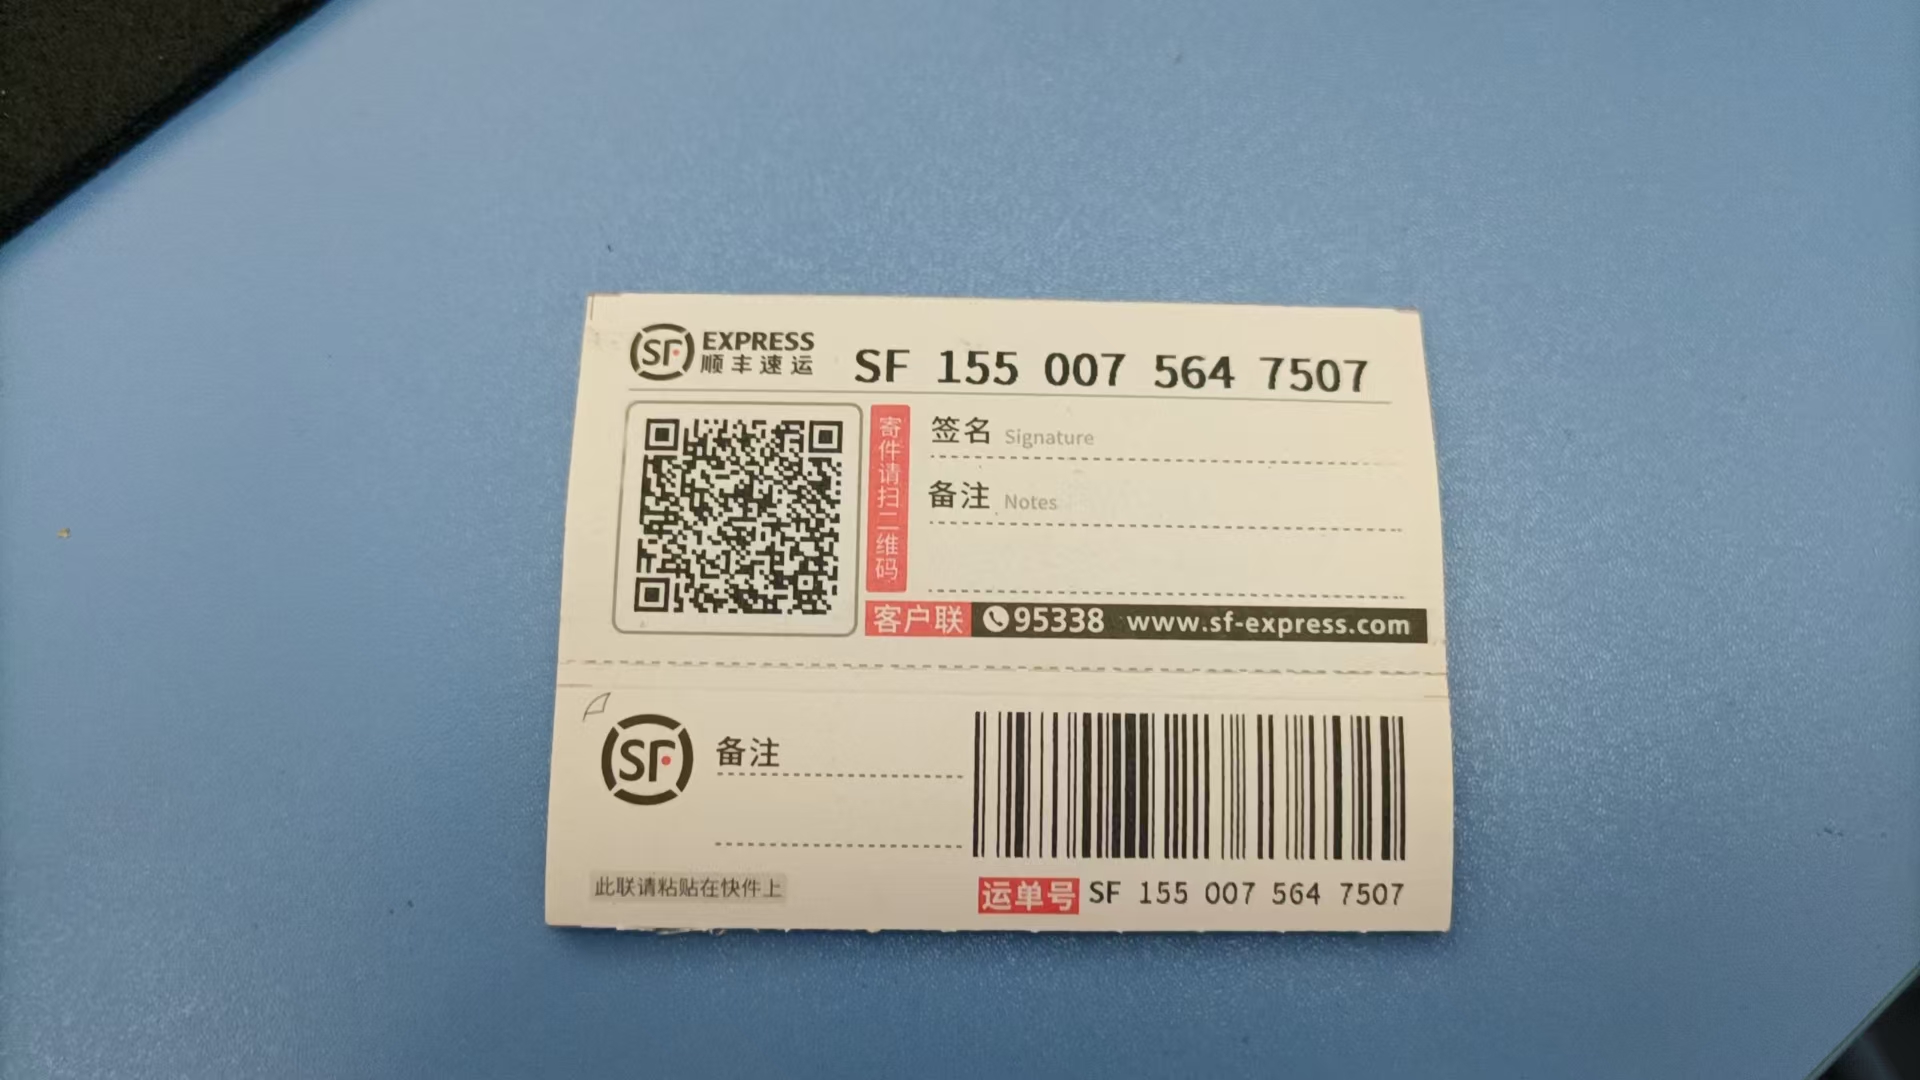 SF EXPRESS
顺丰速运
SF 155 007 564 7507
寄件请扫二维码
签名 Signature
备注 Notes
客户联 95338 www.sf-express.com
SF
备注
此联请粘贴在快件上
运单号 SF 155 007 564 7507